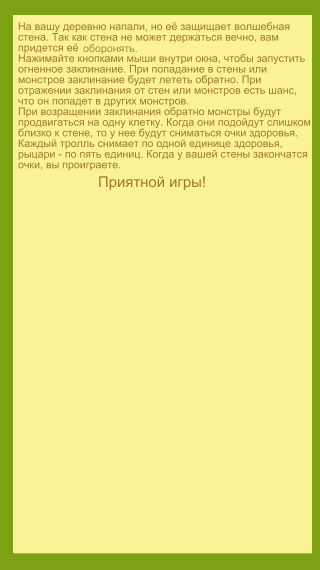 На вашу деревню напали, но её защищает волшебная
стена. Так как стена не может держаться вечно, вам
придется её оборонять.
Нажимайте кнопками мыши внутри окна, чтобы запустить
огненное заклинание. При попадание в стены или
монстров заклинание будет лететь обратно. При
отражении заклинания от стен или монстров есть шанс,
что он попадет в других монстров.
При возращении заклинания обратно монстры будут
продвигаться на одну клетку. Когда они подойдут слишком
близко к стене, то у нее будут сниматься очки здоровья.
Каждый тролль снимает по одной единице здоровья,
рыцари - по пять единиц. Когда у вашей стены закончатся
очки, вы проиграете.
Приятной игры!